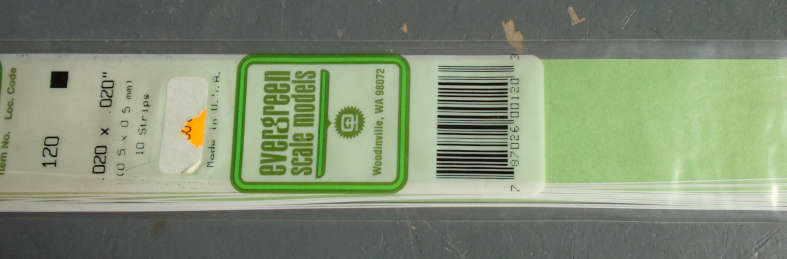 Item No. Loc. Code
120
.020 x .020"
(0.5 x 0.5 mm)
10 Strips
Made in U.S.A.
evergreen
scale models
Woodinville, WA 98072
7 87026 00120 3